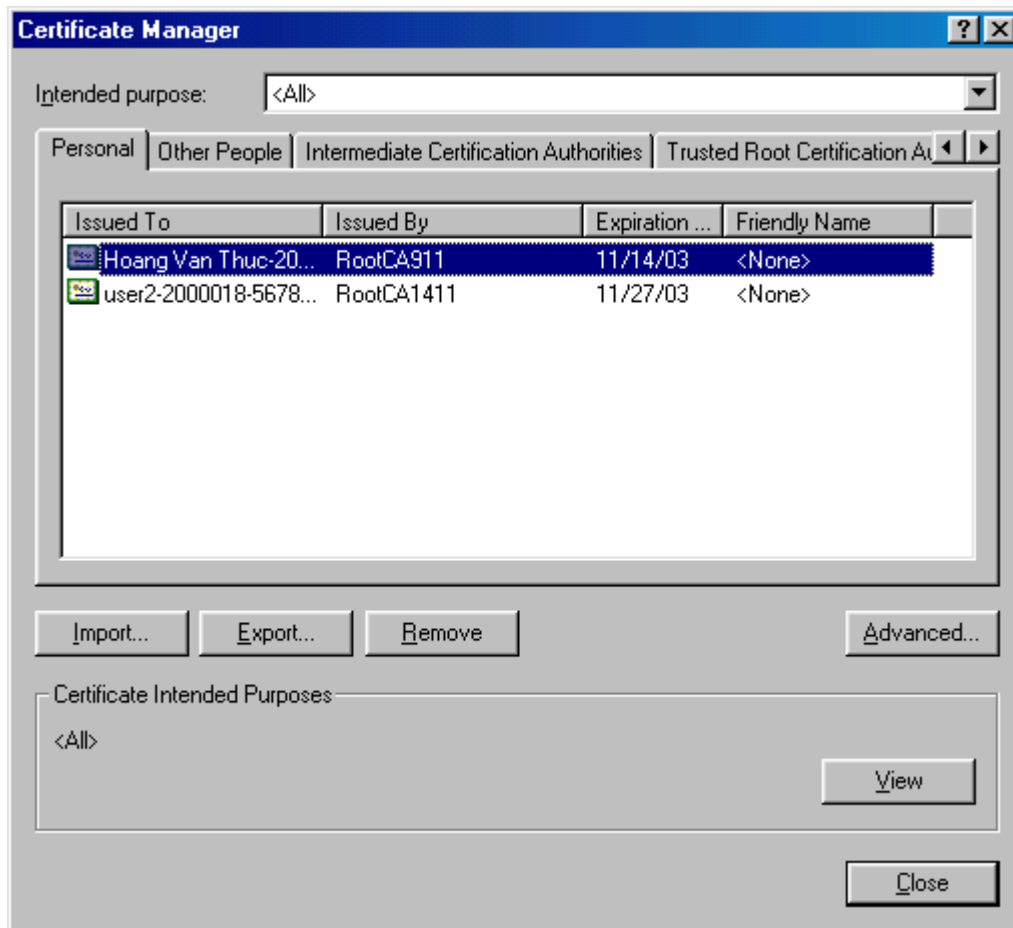 Certificate Manager
Intended purpose: <All>
Personal Other People Intermediate Certification Authorities Trusted Root Certification Au
Issued To Issued By Expiration ... Friendly Name
Hoang Van Thuc-20... RootCA911 11/14/03 <None>
user2-2000018-5678... RootCA1411 11/27/03 <None>
Import... Export... Remove Advanced...
Certificate Intended Purposes
<All>
View
Close